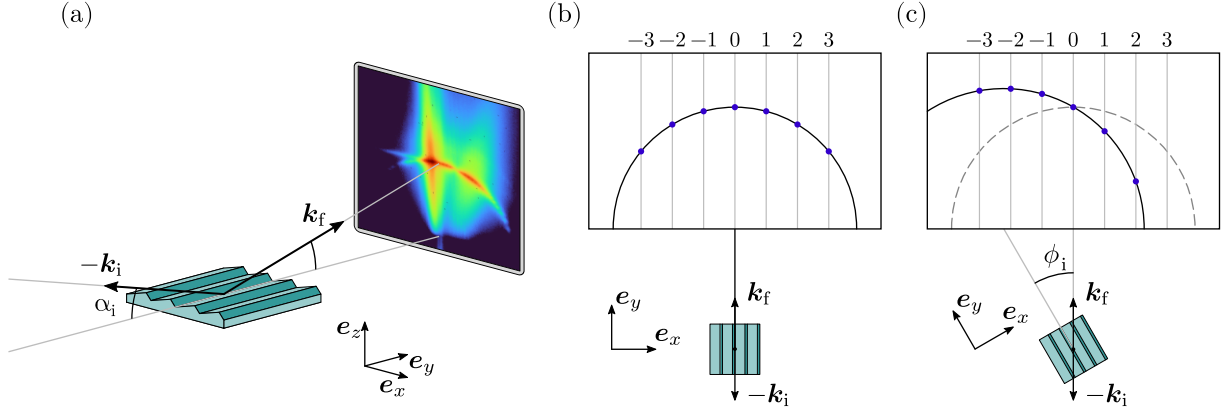 (a)
k_f
−k_i
α_i
e_z
e_y
e_x
(b)
−3 −2 −1 0 1 2 3
k_f
e_y
e_x
−k_i
(c)
−3 −2 −1 0 1 2 3
ϕ_i
k_f
e_y
e_x
−k_i